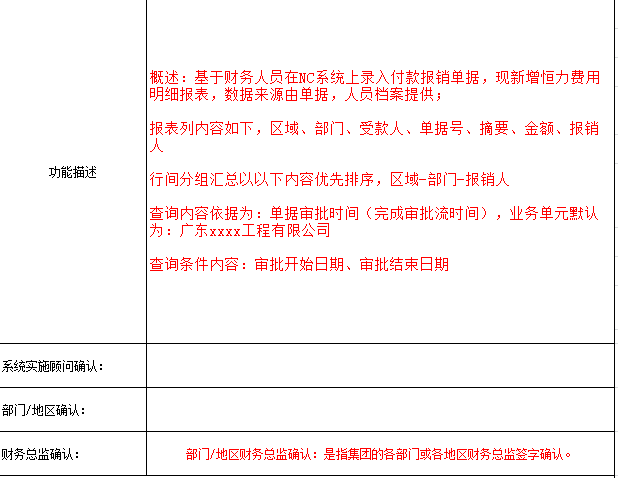 概述：基于财务人员在NC系统上录入付款报销单据，现新增恒力费用
明细报表，数据来源由单据，人员档案提供；
报表列内容如下，区域、部门、受款人、单据号、摘要、金额、报销
人
功能描述
行间分组汇总以以下内容优先排序，区域-部门-报销人
查询内容依据为：单据审批时间（完成审批流时间），业务单元默认
为：广东xxxx工程有限公司
查询条件内容：审批开始日期、审批结束日期
系统实施顾问确认：
部门/地区确认：
财务总监确认：
部门/地区财务总监确认：是指集团的各部门或各地区财务总监签字确认。